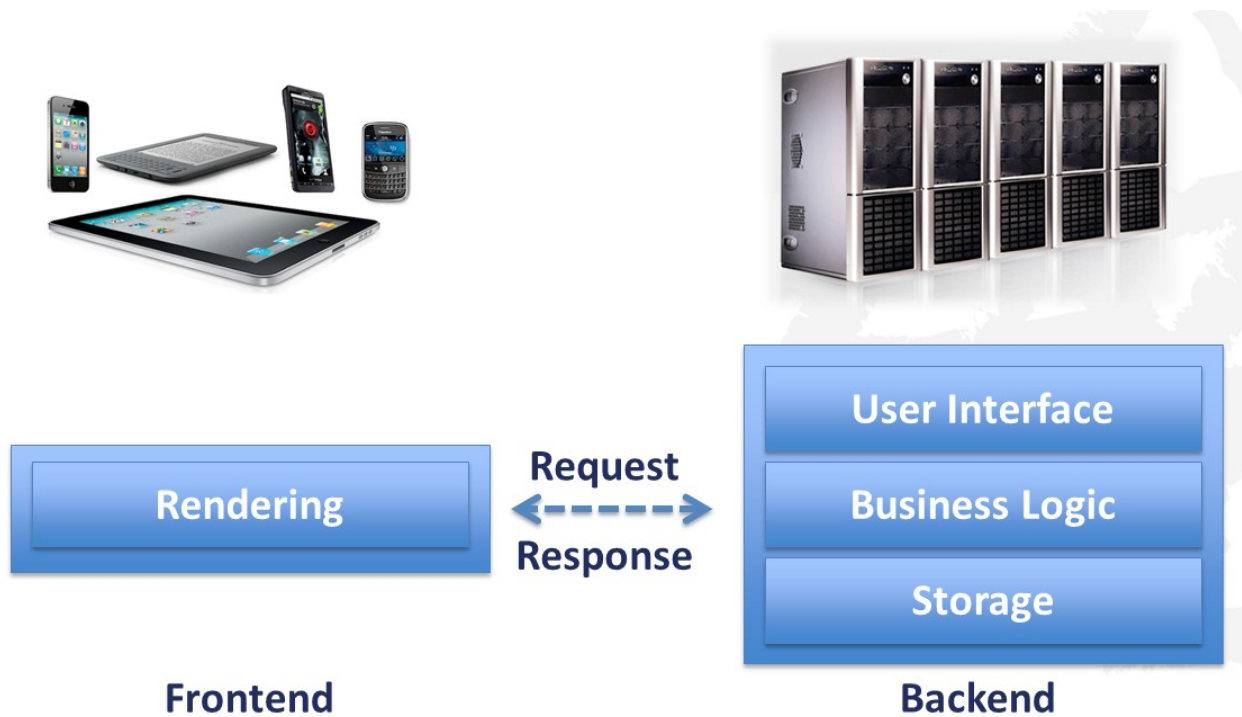 Rendering
Request
Response
User Interface
Business Logic
Storage
Frontend
Backend